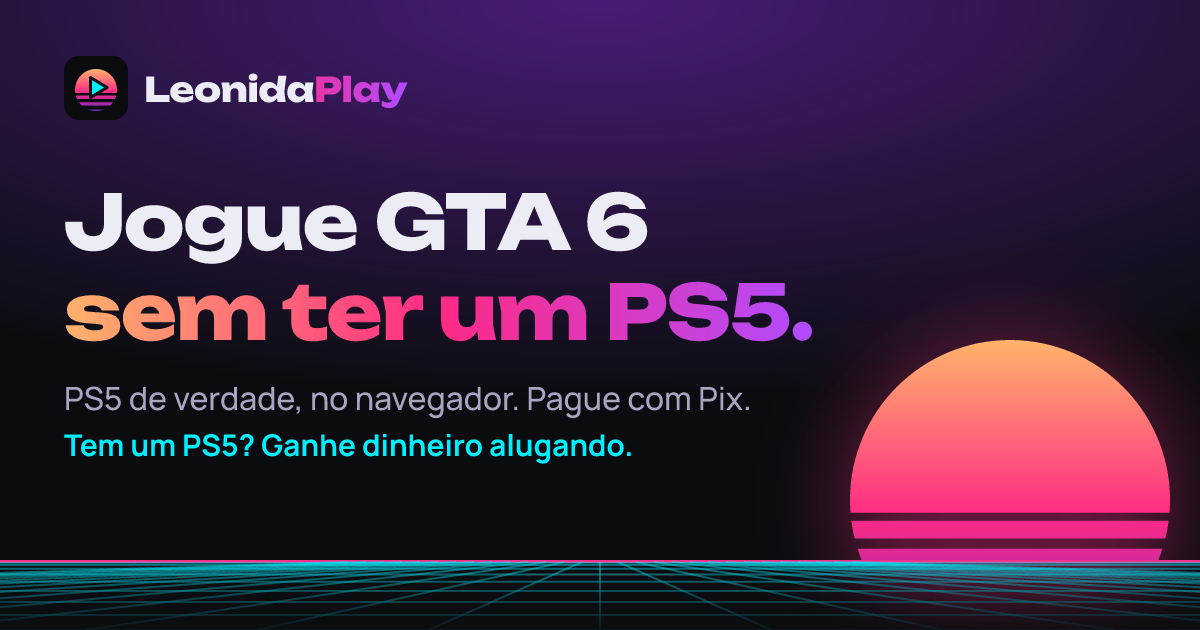 LeonidaPlay
Jogue GTA 6
sem ter um PS5.
PS5 de verdade, no navegador. Pague com Pix.
Tem um PS5? Ganhe dinheiro alugando.